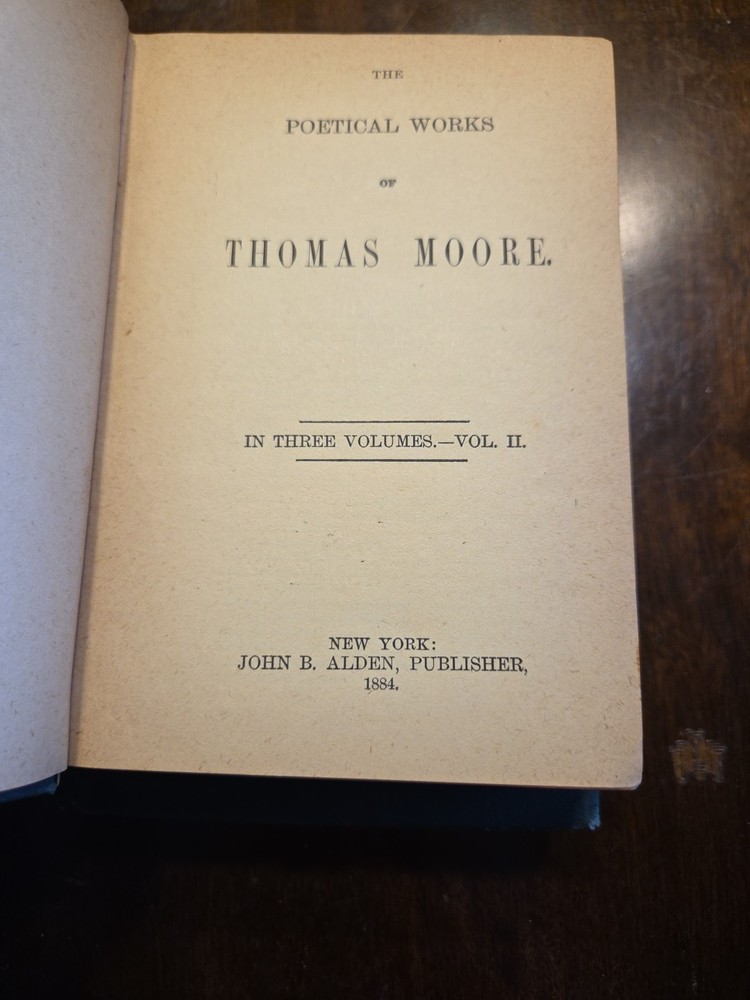 THE
POETICAL WORKS
OF
THOMAS MOORE.
IN THREE VOLUMES.—VOL. II.
NEW YORK:
JOHN B. ALDEN, PUBLISHER,
1884.